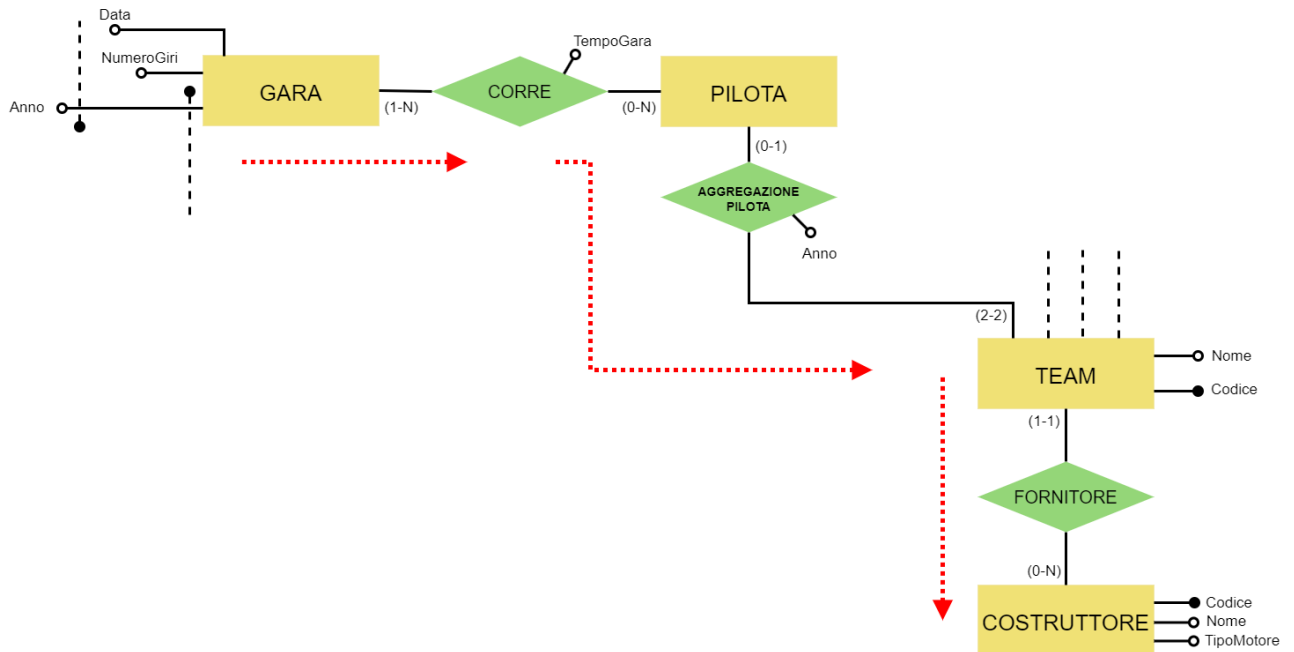 Data
TempoGara
NumeroGiri
GARA
CORRE
PILOTA
Anno
(1-N)
(0-N)
(0-1)
AGGREGAZIONE
PILOTA
Anno
(2-2)
Nome
TEAM
Codice
(1-1)
FORNITORE
(0-N)
Codice
COSTRUTTORE
Nome
TipoMotore